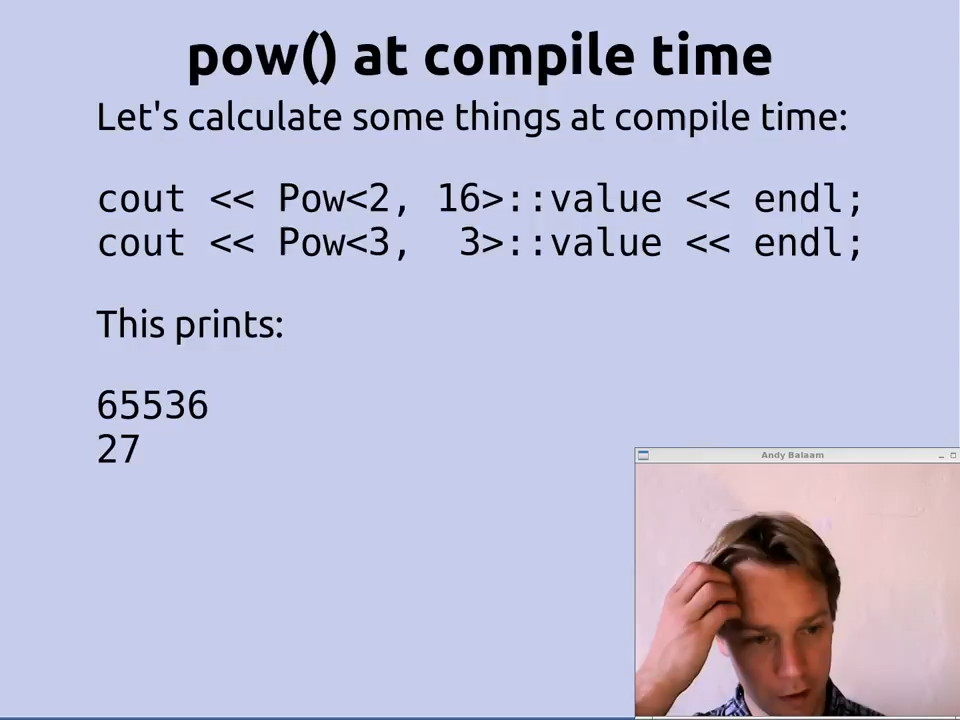 pow() at compile time
Let's calculate some things at compile time:
cout << Pow<2, 16>::value << endl;
cout << Pow<3,  3>::value << endl;
This prints:
65536
27
Andy Balaam